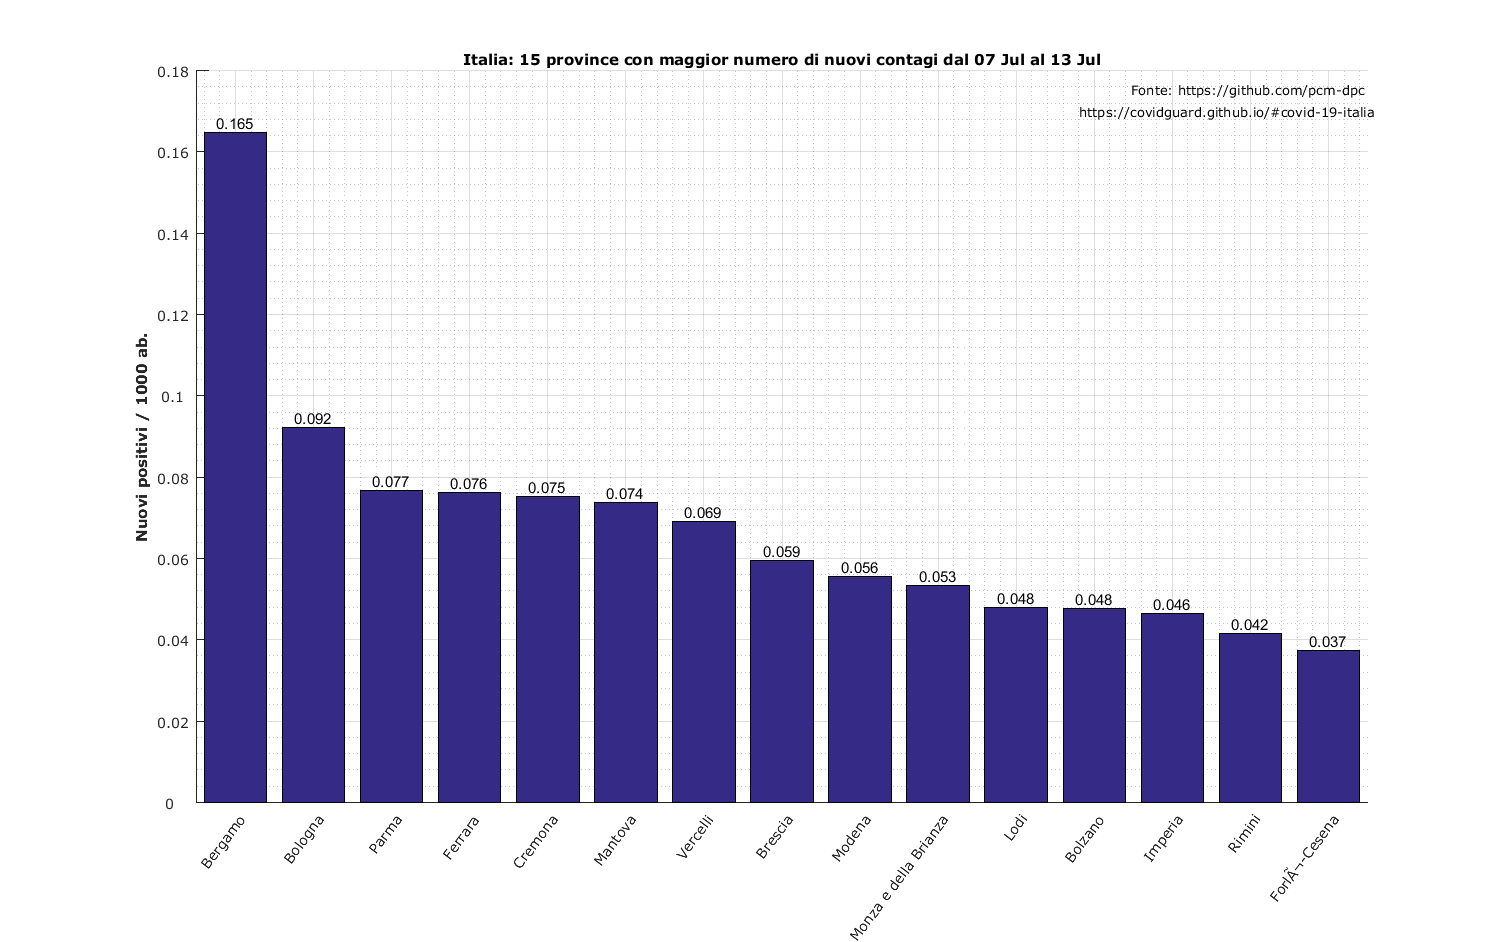 Italia: 15 province con maggior numero di nuovi contagi dal 07 Jul al 13 Jul
Fonte: https://github.com/pcm-dpc
https://covidguard.github.io/#covid-19-italia
Nuovi positivi / 1000 ab.
0.18
0.16
0.14
0.12
0.1
0.08
0.06
0.04
0.02
0
0.165
0.092
0.077
0.076
0.075
0.074
0.069
0.059
0.056
0.053
0.048
0.048
0.046
0.042
0.037
Bergamo
Bologna
Parma
Ferrara
Cremona
Mantova
Vercelli
Brescia
Modena
Monza e della Brianza
Lodi
Bolzano
Imperia
Rimini
ForlÃ¬-Cesena